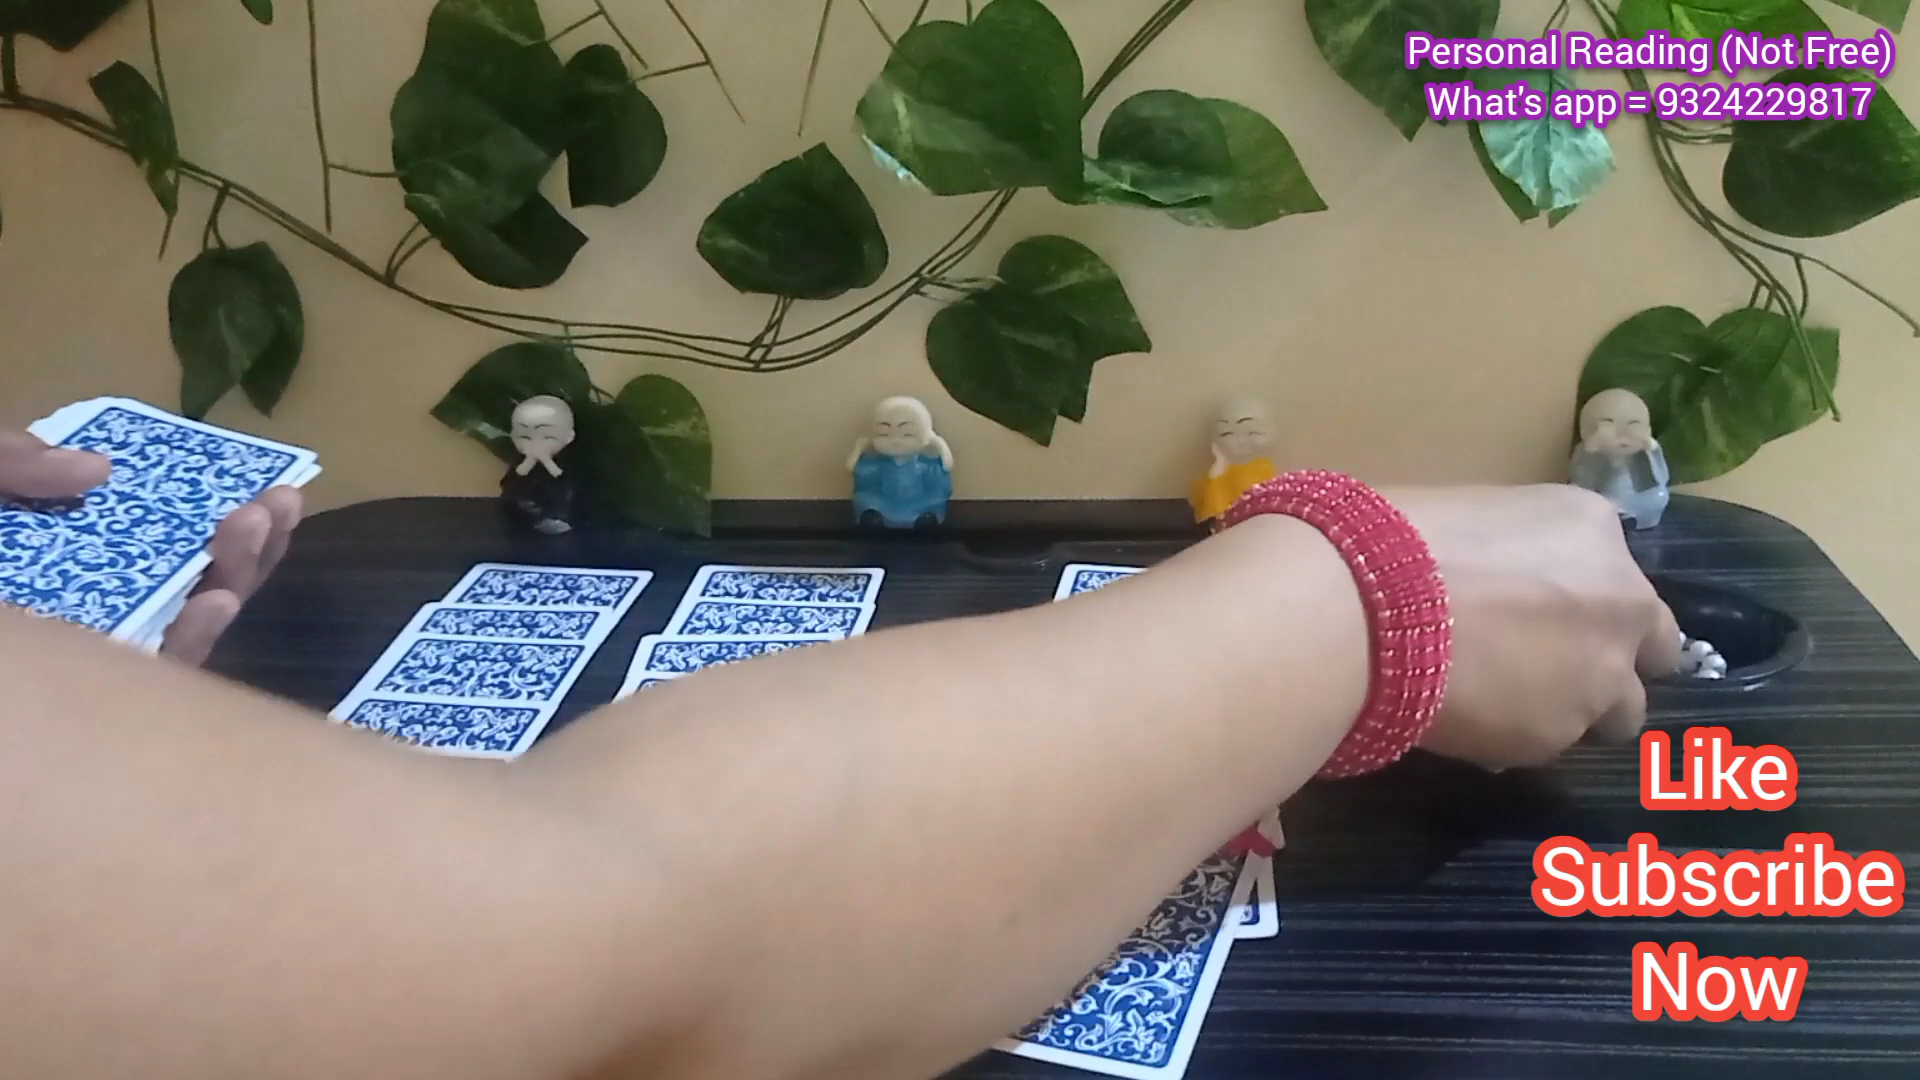 Personal Reading (Not Free)
What's app = 9324229817
Like
Subscribe
Now